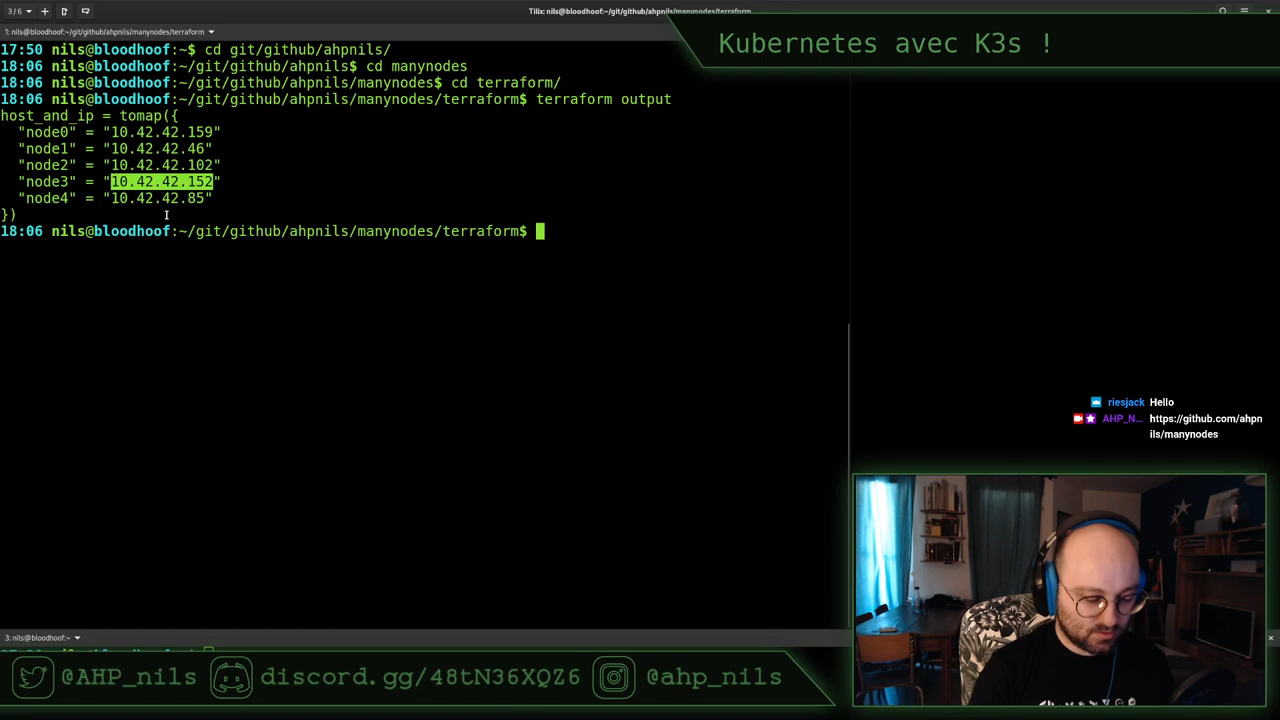 3/6
Tilix: nils@bloodhoof:~/git/github/ahpnils/manynodes/terraform
1: nils@bloodhoof:~/git/github/ahpnils/manynodes/terraform
Kubernetes avec K3s !
17:50 nils@bloodhoof:~$ cd git/github/ahpnils/
18:06 nils@bloodhoof:~/git/github/ahpnils$ cd manynodes
18:06 nils@bloodhoof:~/git/github/ahpnils/manynodes$ cd terraform/
18:06 nils@bloodhoof:~/git/github/ahpnils/manynodes/terraform$ terraform output
host_and_ip = tomap({
"node0" = "10.42.42.159"
"node1" = "10.42.42.46"
"node2" = "10.42.42.102"
"node3" = "10.42.42.152"
"node4" = "10.42.42.85"
})
18:06 nils@bloodhoof:~/git/github/ahpnils/manynodes/terraform$
riesjack Hello
AHP_N... https://github.com/ahpn
ils/manynodes
3: nils@bloodhoof:~
@AHP_nils discord.gg/48tN36XQZ6 @ahp_nils